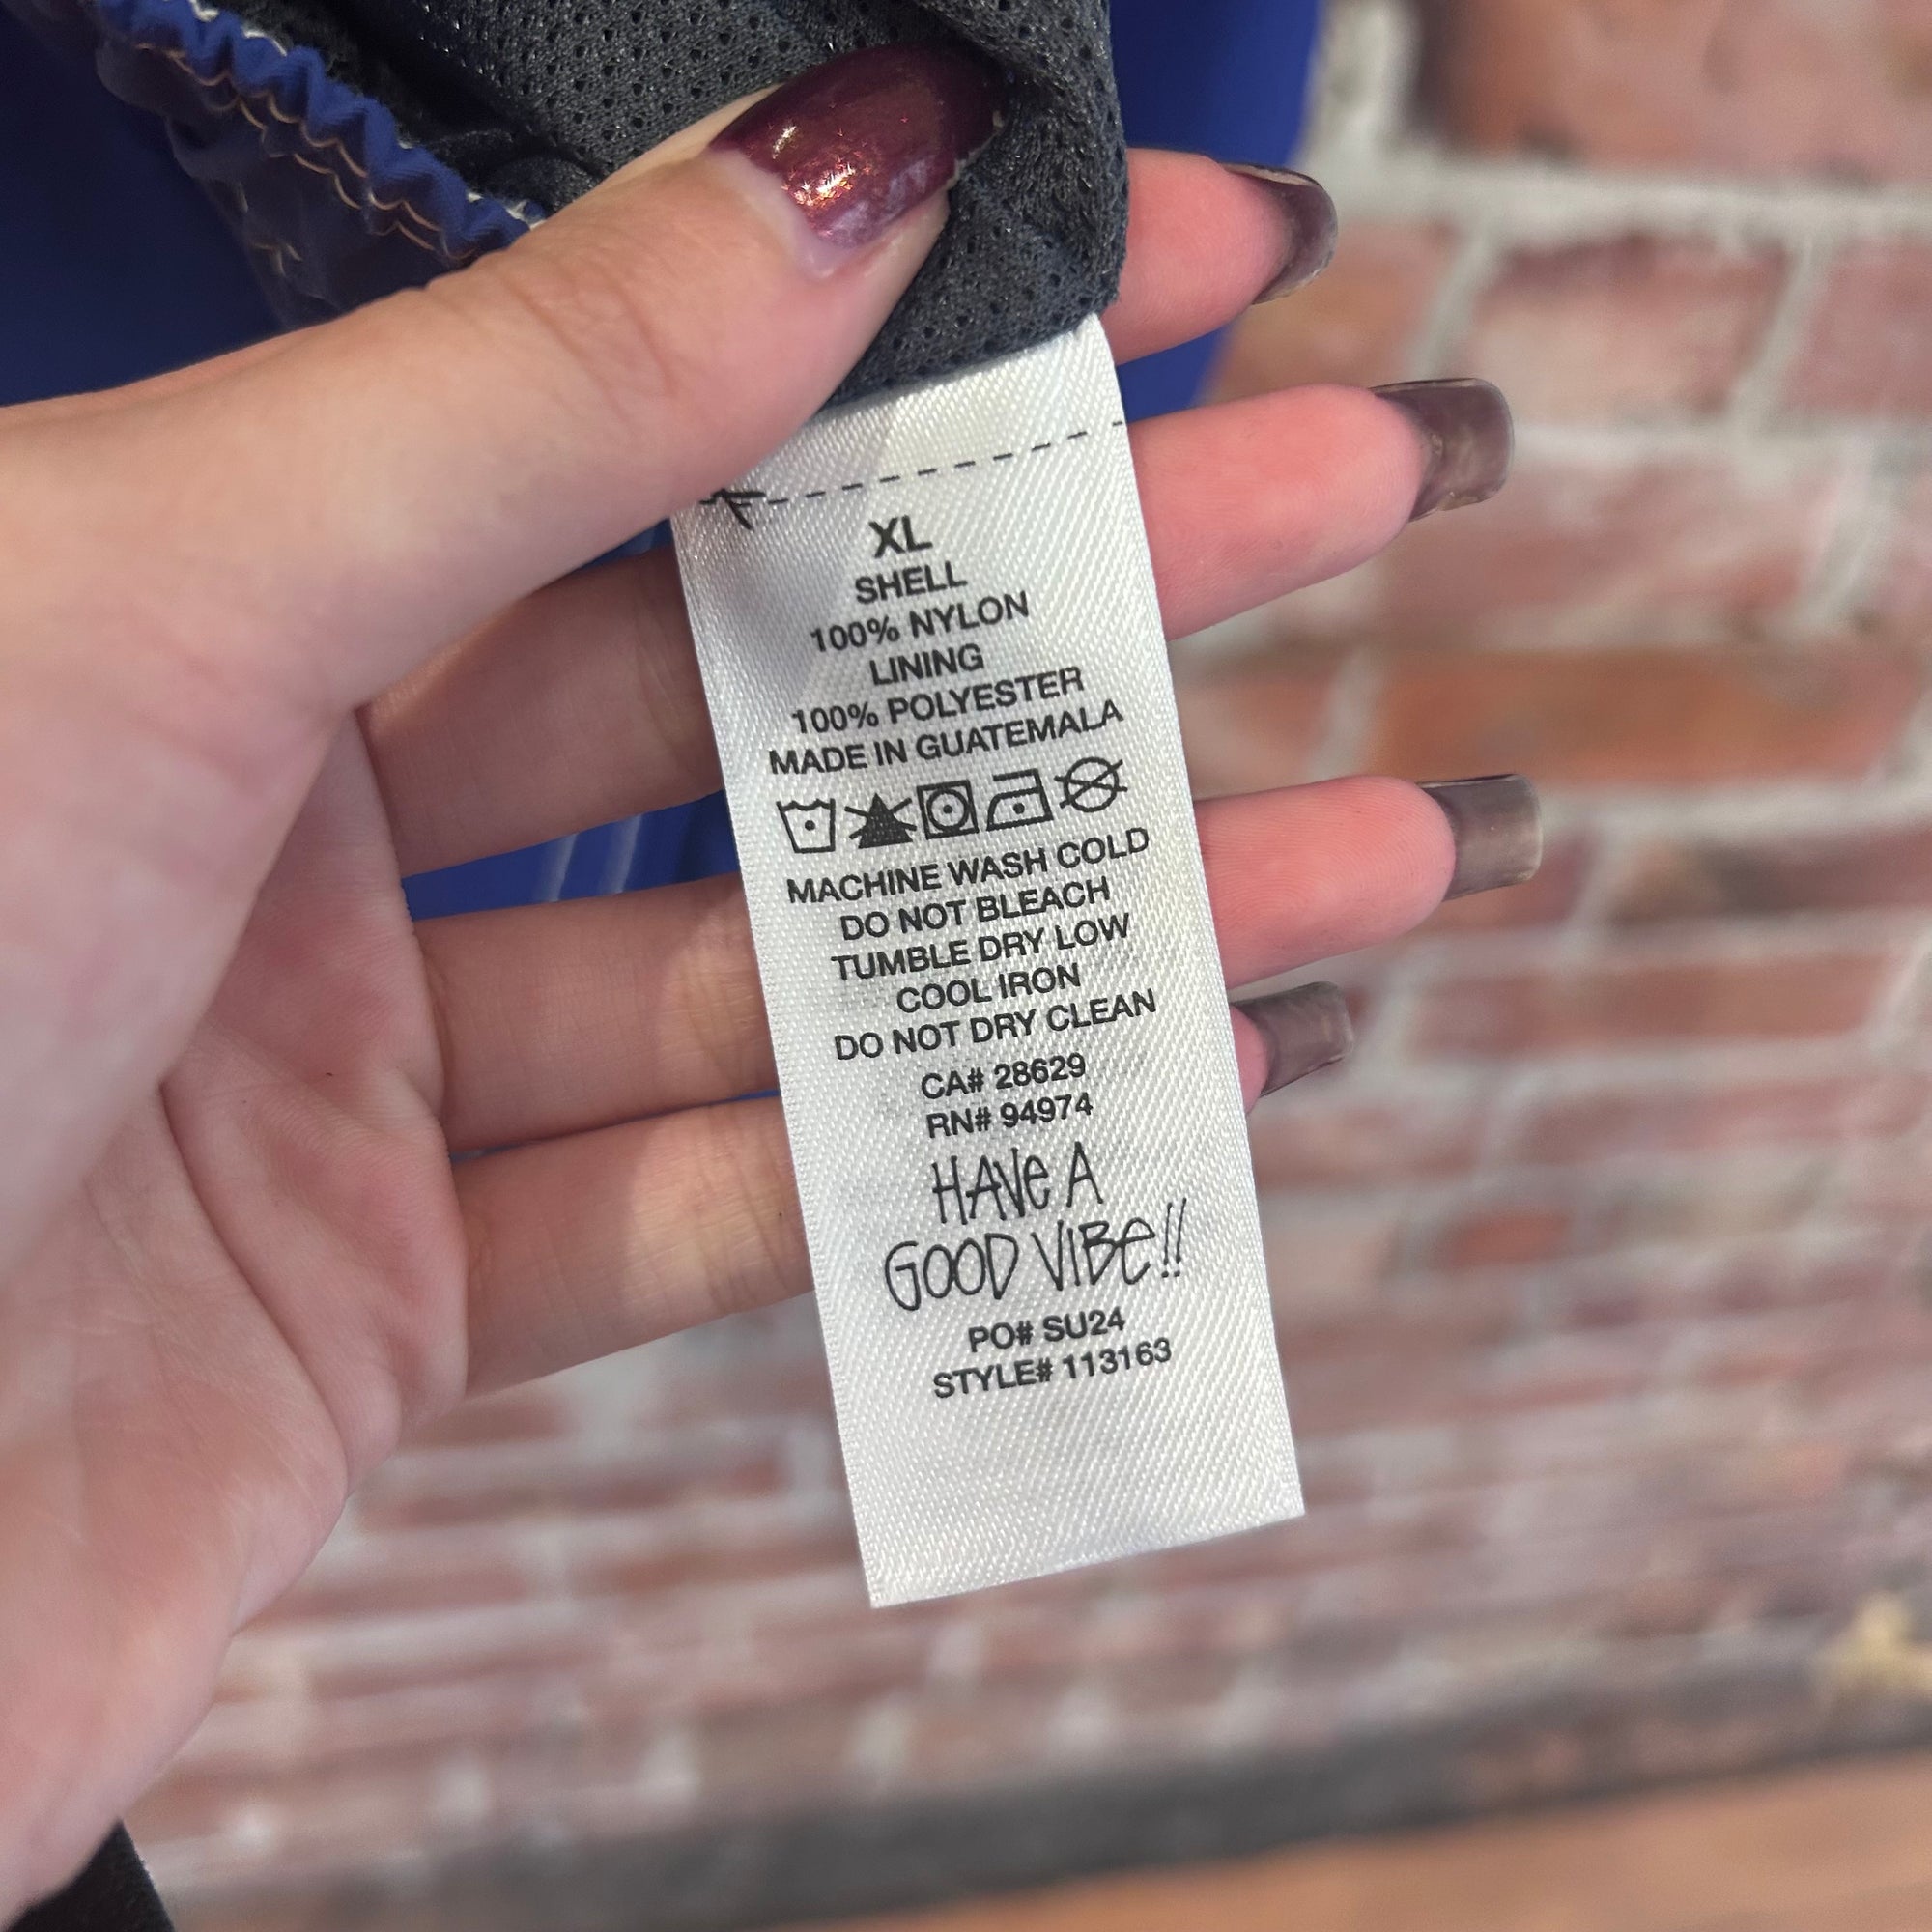 XL
SHELL
100% NYLON
LINING
100% POLYESTER
MADE IN GUATEMALA
MACHINE WASH COLD
DO NOT BLEACH
TUMBLE DRY LOW
COOL IRON
DO NOT DRY CLEAN
CA# 28629
RN# 94974
HAVe A
GOOD VIBe!!
PO# SU24
STYLE# 113163